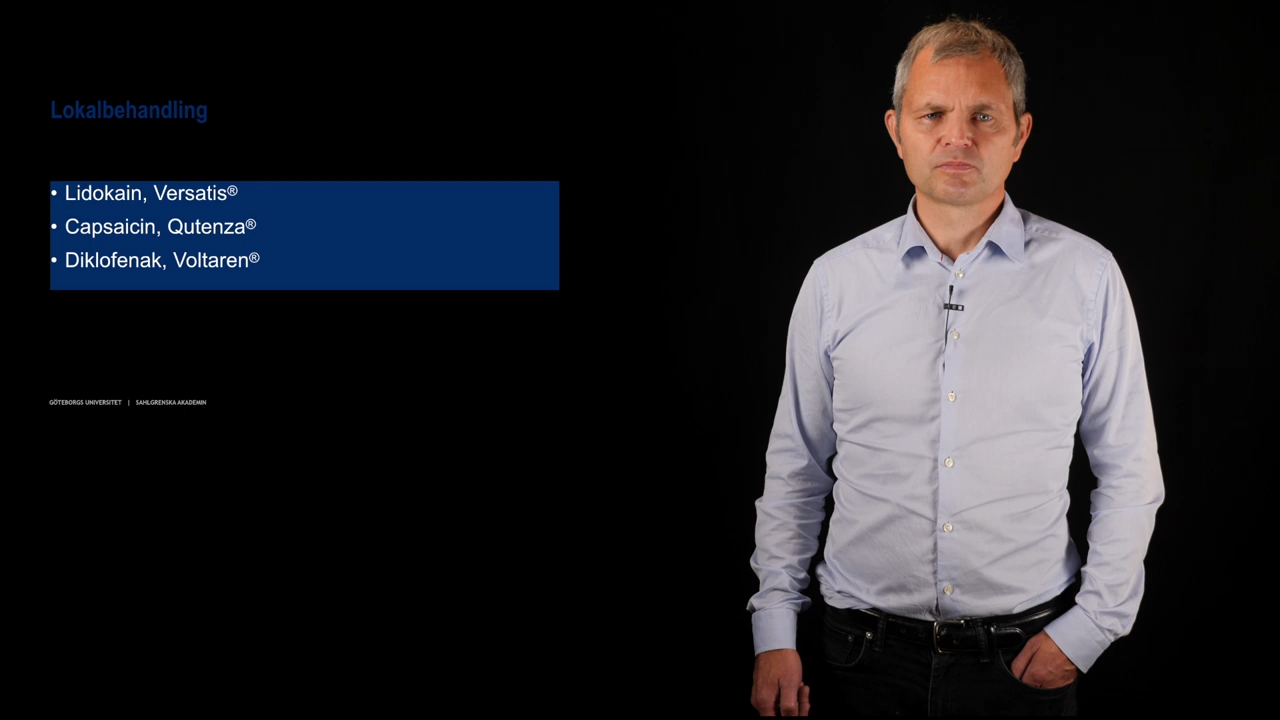 Lokalbehandling
• Lidokain, Versatis®
• Capsaicin, Qutenza®
• Diklofenak, Voltaren®
GÖTEBORGS UNIVERSITET | SAHLGRENSKA AKADEMIN